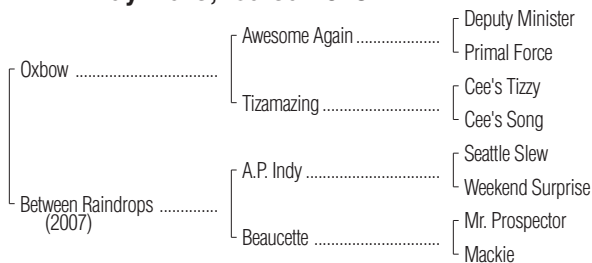 Deputy Minister
Awesome Again
Primal Force
Oxbow
Cee's Tizzy
Tizamazing
Cee's Song
Seattle Slew
A.P. Indy
Weekend Surprise
Between Raindrops
(2007)
Mr. Prospector
Beaucette
Mackie